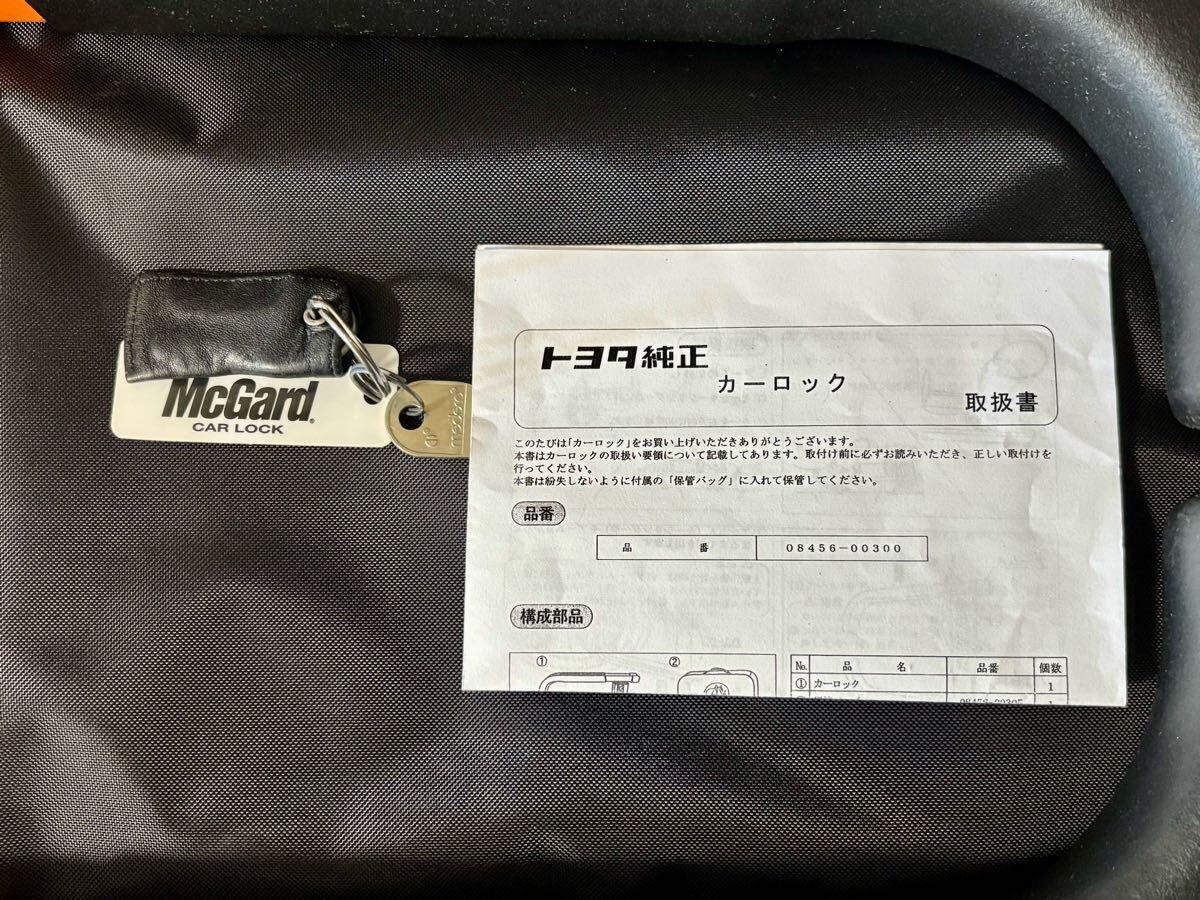 McGard®
CAR LOCK
トヨタ純正
カーロック
取扱書
このたびは「カーロック」をお買い上げいただきありがとうございます。
本書はカーロックの取扱い要領について記載してあります。取付け前に必ずお読みいただき、正しい取付けを
行ってください。
本書は紛失しないように付属の「保管バッグ」に入れて保管してください。
品番
品 番 08456-00300
構成部品
① ②
No. 品 名 品番 個数
① カーロック 1